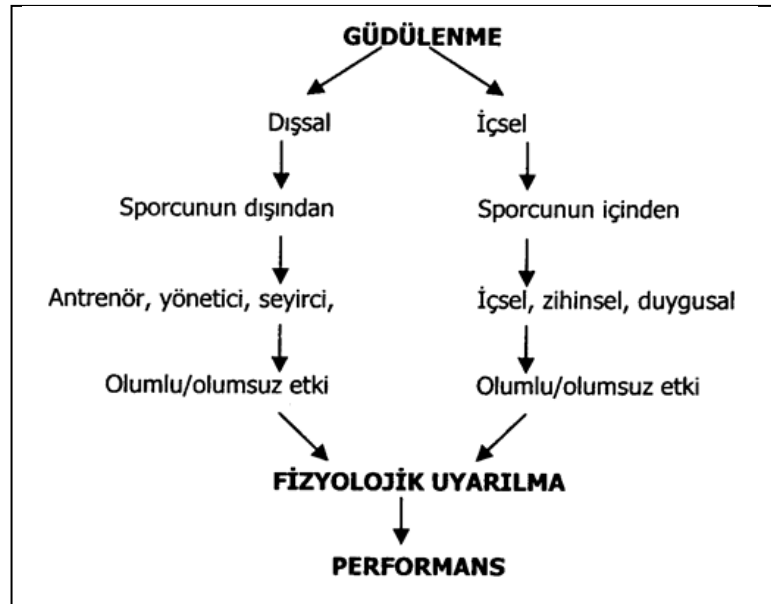 GÜDÜLENME
Dışsal
İçsel
Sporcunun dışından
Sporcunun içinden
Antrenör, yönetici, seyirci,
İçsel, zihinsel, duygusal
Olumlu/olumsuz etki
Olumlu/olumsuz etki
FİZYOLOJİK UYARILMA
PERFORMANS